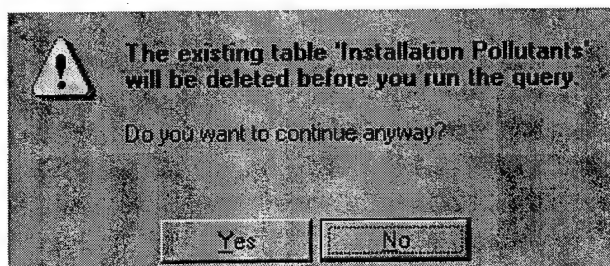 The existing table 'Installation Pollutants'
will be deleted before you run the query.
Do you want to continue anyway?
Yes
No